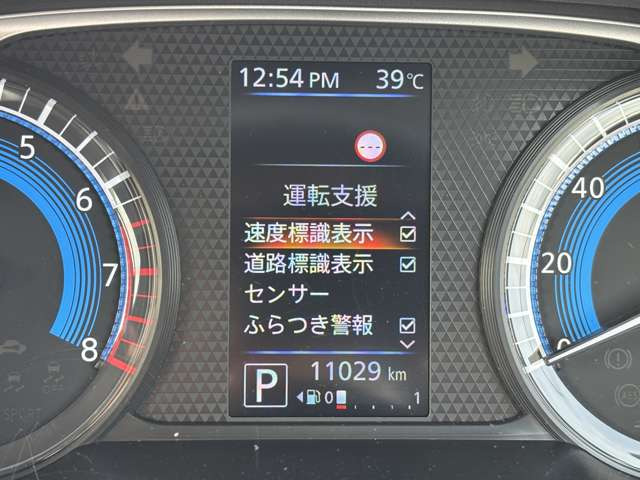 12:54 PM 39℃
運転支援
速度標識表示
道路標識表示
センサー
ふらつき警報
P 11029 km
0 1
5
6
7
8
40
20
0
SPORT